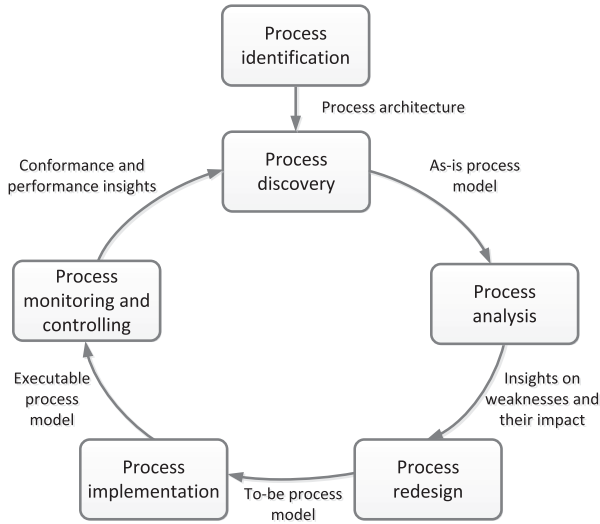 Process
identification
Process architecture
Process
discovery
Conformance and
performance insights
As-is process
model
Process
monitoring and
controlling
Process
analysis
Executable
process
model
Insights on
weaknesses and
their impact
Process
implementation
To-be process
model
Process
redesign